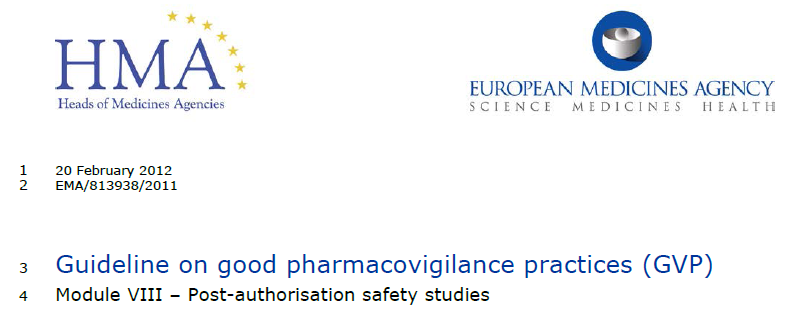 HMA
Heads of Medicines Agencies
EUROPEAN MEDICINES AGENCY
SCIENCE MEDICINES HEALTH
1 20 February 2012
2 EMA/813938/2011
3 Guideline on good pharmacovigilance practices (GVP)
4 Module VIII – Post-authorisation safety studies